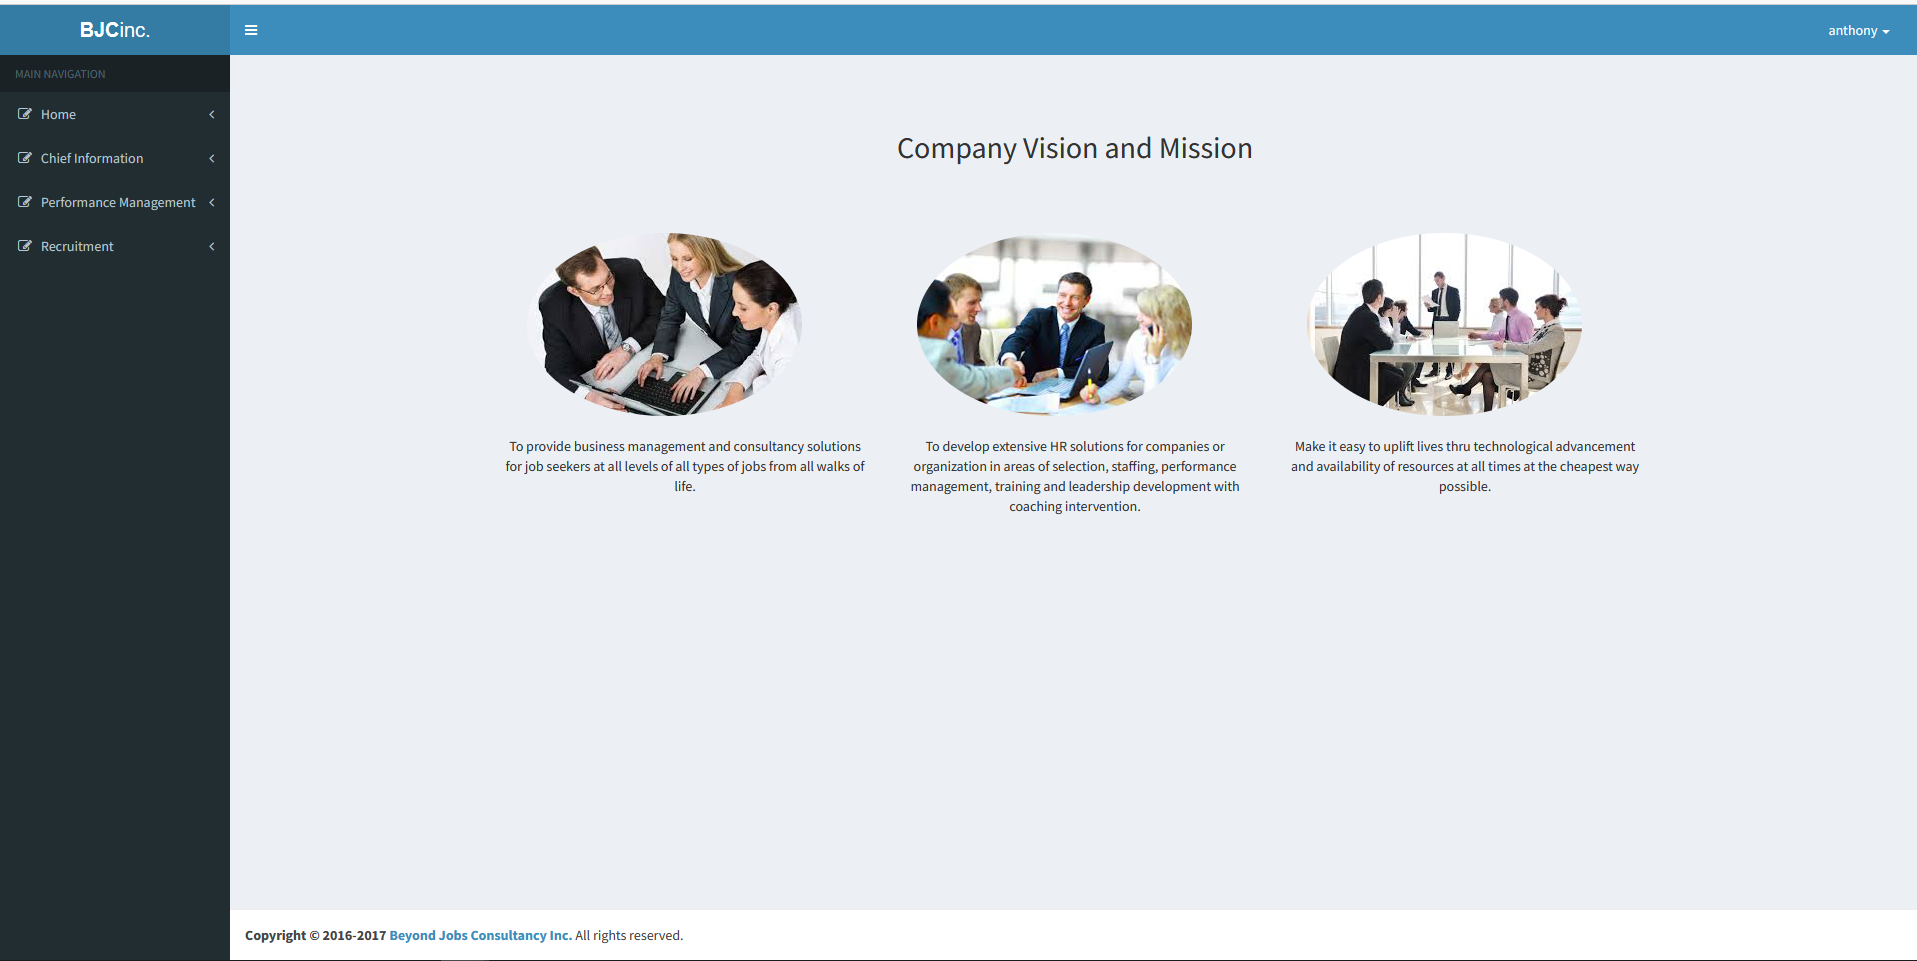 BJCinc.
anthony
MAIN NAVIGATION
Home
Chief Information
Performance Management
Recruitment
Company Vision and Mission
To provide business management and consultancy solutions
for job seekers at all levels of all types of jobs from all walks of
life.
To develop extensive HR solutions for companies or
organization in areas of selection, staffing, performance
management, training and leadership development with
coaching intervention.
Make it easy to uplift lives thru technological advancement
and availability of resources at all times at the cheapest way
possible.
Copyright © 2016-2017 Beyond Jobs Consultancy Inc. All rights reserved.